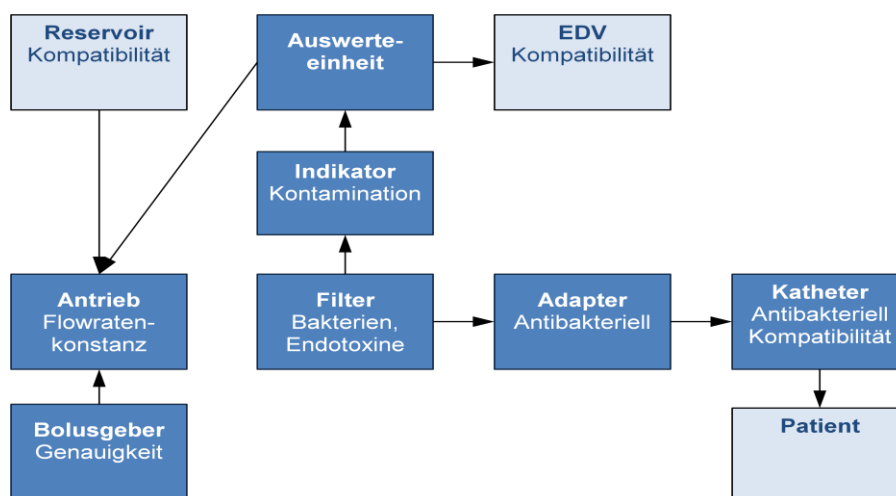 Reservoir
Kompatibilität
Auswerte-
einheit
EDV
Kompatibilität
Indikator
Kontamination
Antrieb
Flowraten-
konstanz
Filter
Bakterien,
Endotoxine
Adapter
Antibakteriell
Katheter
Antibakteriell
Kompatibilität
Bolusgeber
Genauigkeit
Patient